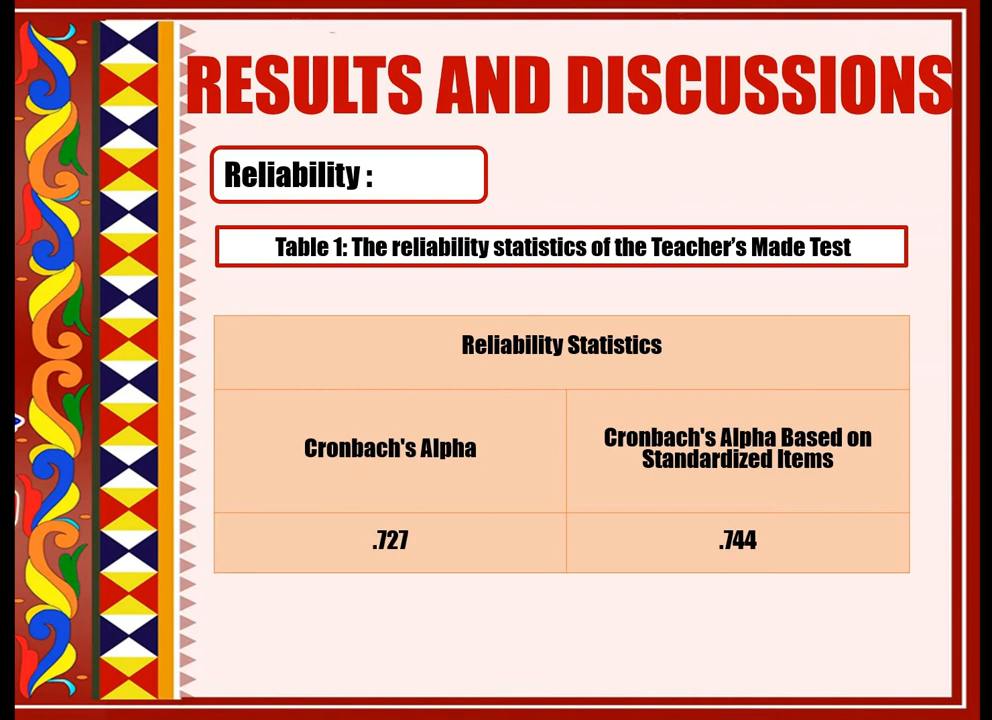 RESULTS AND DISCUSSIONS
Reliability :
Table 1: The reliability statistics of the Teacher’s Made Test
Reliability Statistics
Cronbach's Alpha
Cronbach's Alpha Based on
Standardized Items
.727
.744